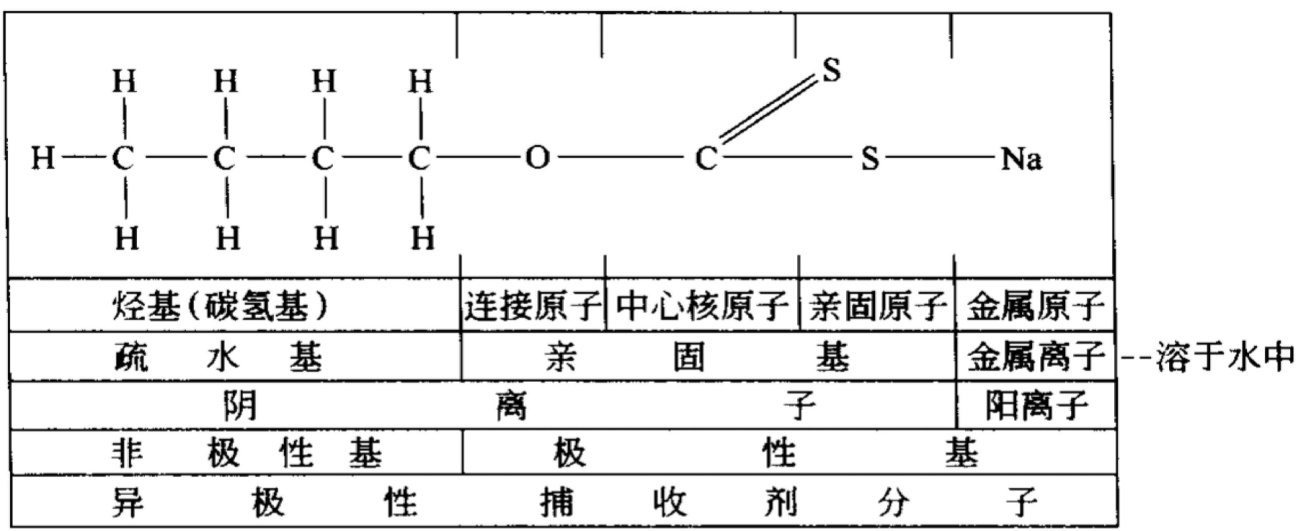 S
H H H H
H C C C C O C S Na
H H H H
烃基(碳氢基) 连接原子 中心核原子 亲固原子 金属原子
疏水基 亲固基 金属离子 --溶于水中
阴离子 阳离子
非极性基 极性基
异极性捕收剂分子